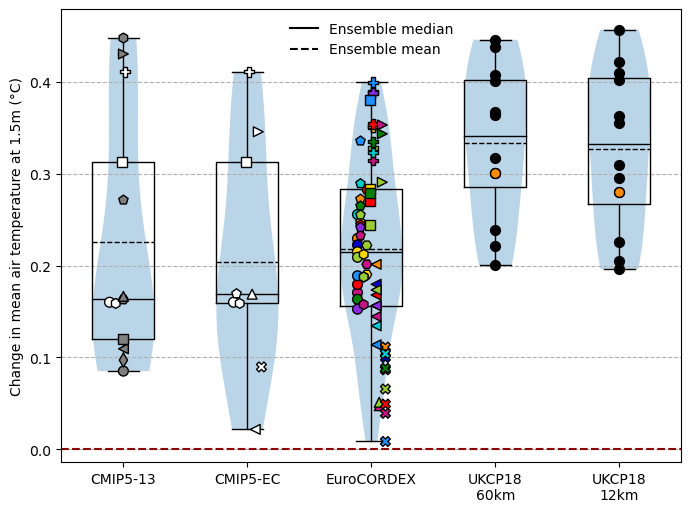 Ensemble median
Ensemble mean
Change in mean air temperature at 1.5m (°C)
0.4
0.3
0.2
0.1
0.0
CMIP5-13
CMIP5-EC
EuroCORDEX
UKCP18
60km
UKCP18
12km